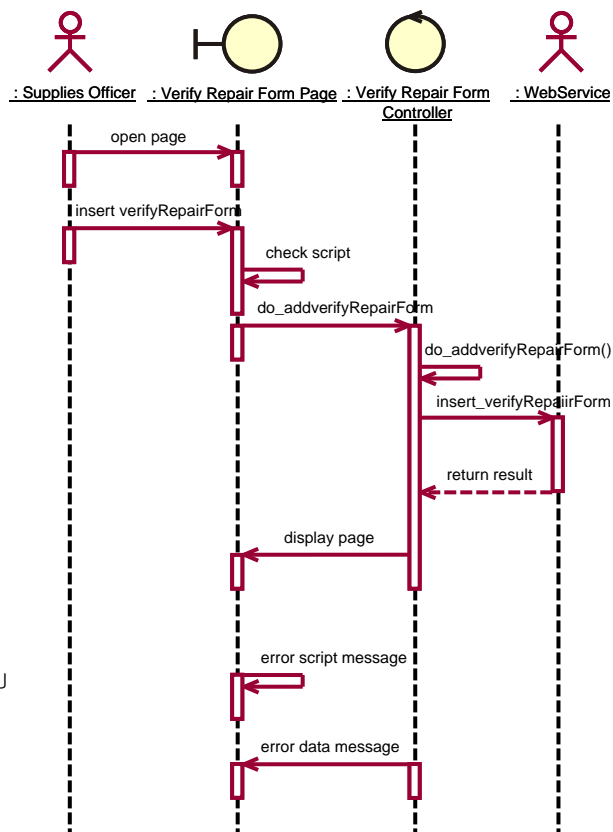 : Supplies Officer : Verify Repair Form Page : Verify Repair Form Controller : WebService
open page
insert verifyRepairForm
check script
do_addverifyRepairForm
do_addverifyRepairForm()
insert_verifyRepaiirForm
return result
display page
error script message
error data message